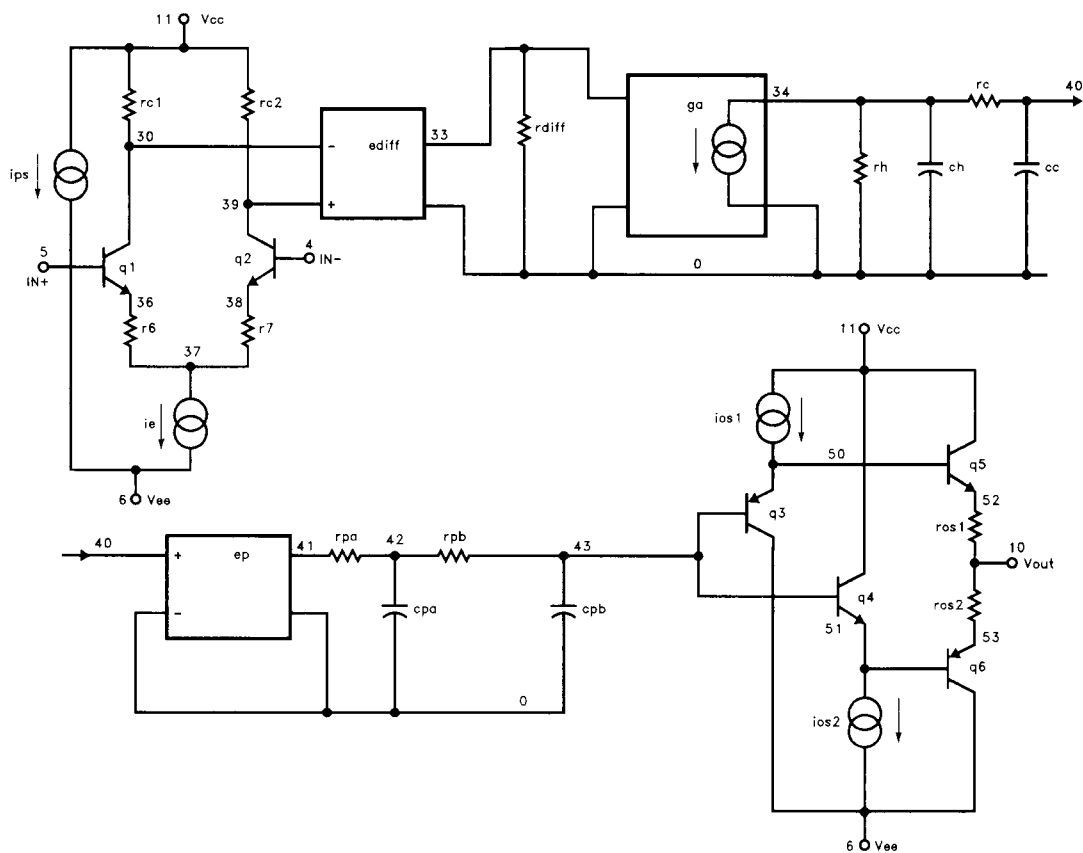 11 Vcc
rc1
rc2
30
ips
39
5
IN+
q1
q2
4
IN-
36
38
r6
r7
37
ie
6 Vee
-
ediff
+
33
rdiff
ga
34
rc
40
rh
ch
cc
0
40
+
ep
-
41
rpa
42
rpb
43
cpa
cpb
0
11 Vcc
ios1
50
q5
q3
52
ros1
10
Vout
q4
51
ros2
53
q6
ios2
6 Vee